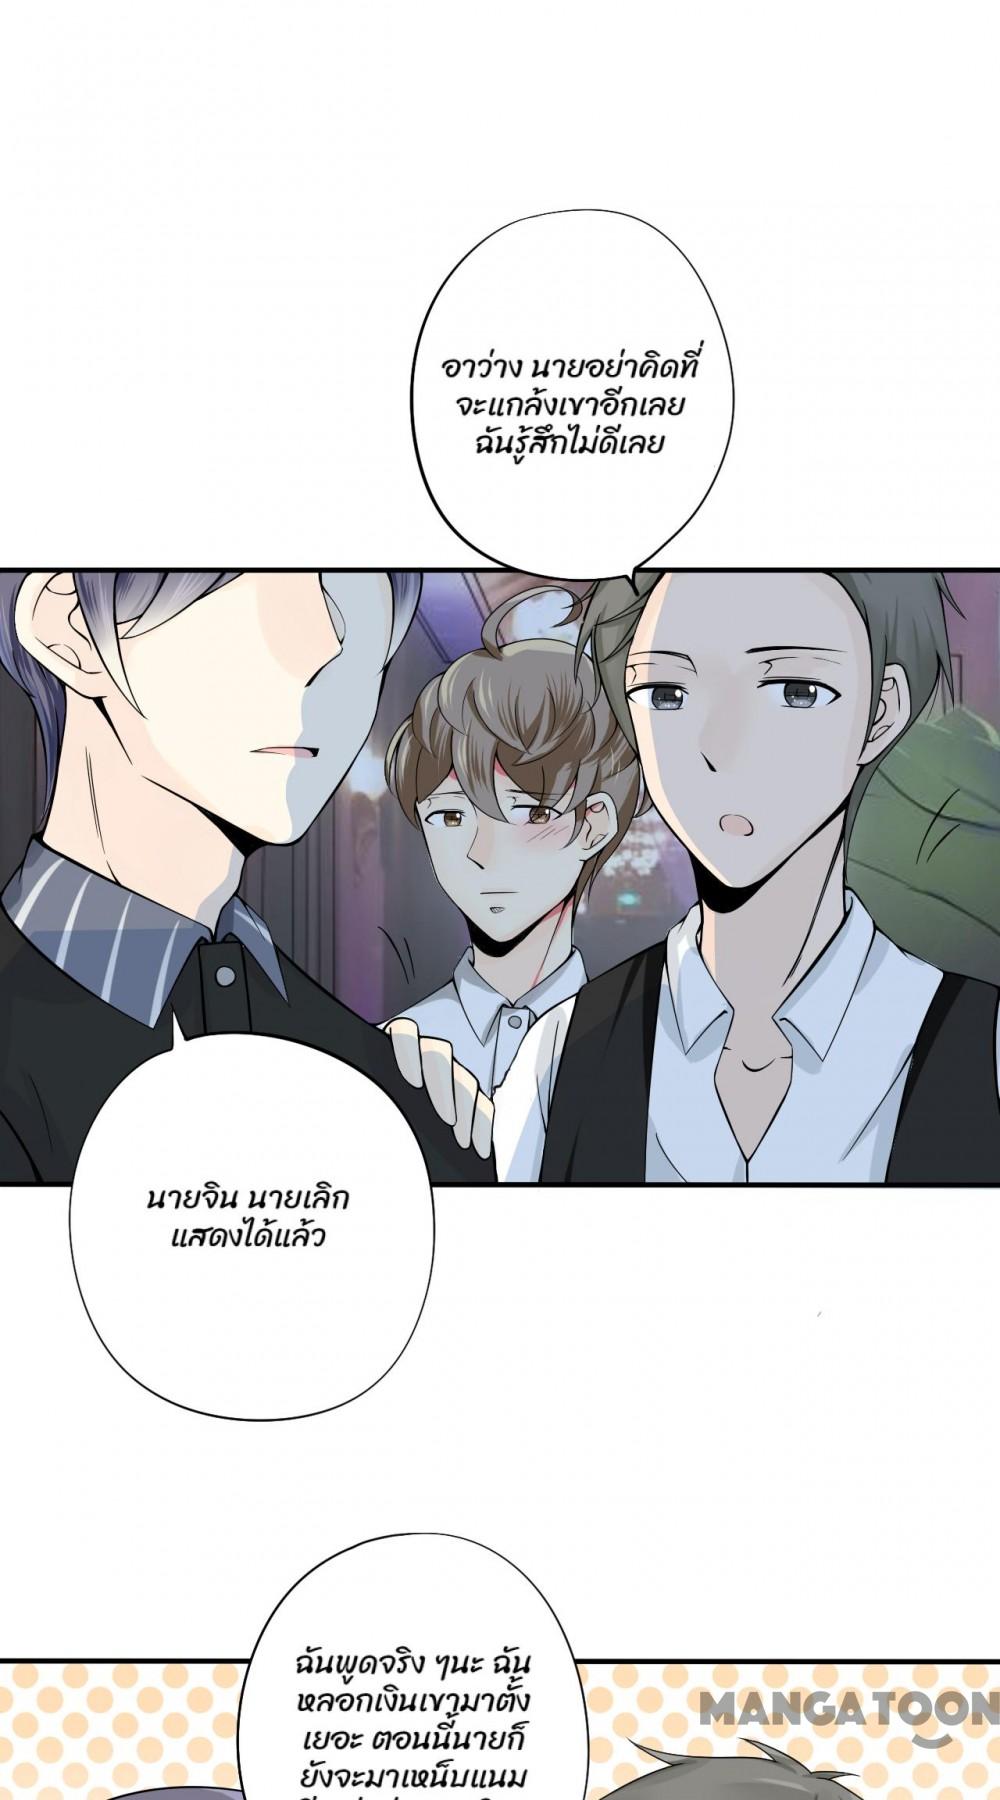 อาว่าง นายอย่าคิดที่
จะแกล้งเขาอีกเลย
ฉันรู้สึกไม่ดีเลย
นายจิน นายเลิก
แสดงได้แล้ว
ฉันพูดจริง ๆนะ ฉัน
หลอกเงินเขามาตั้ง
เยอะ ตอนนี้นายก็
ยังจะมาเหน็บแนม
MANGATOON